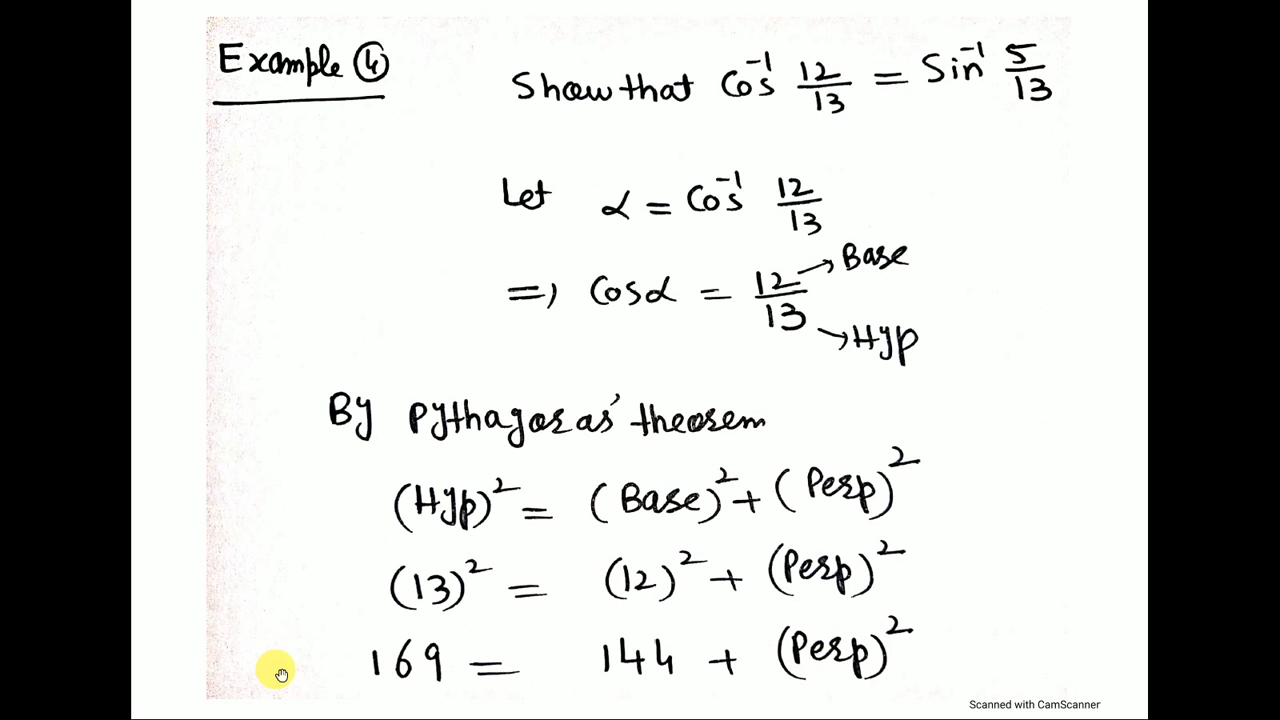 Example ④
Show that Cos⁻¹ 12/13 = Sin⁻¹ 5/13
Let α = Cos⁻¹ 12/13
⇒ Cosα = 12/13 →Base →Hyp
By Pythagoras' theorem
(Hyp)² = (Base)² + (Perp)²
(13)² = (12)² + (Perp)²
169 = 144 + (Perp)²
Scanned with CamScanner